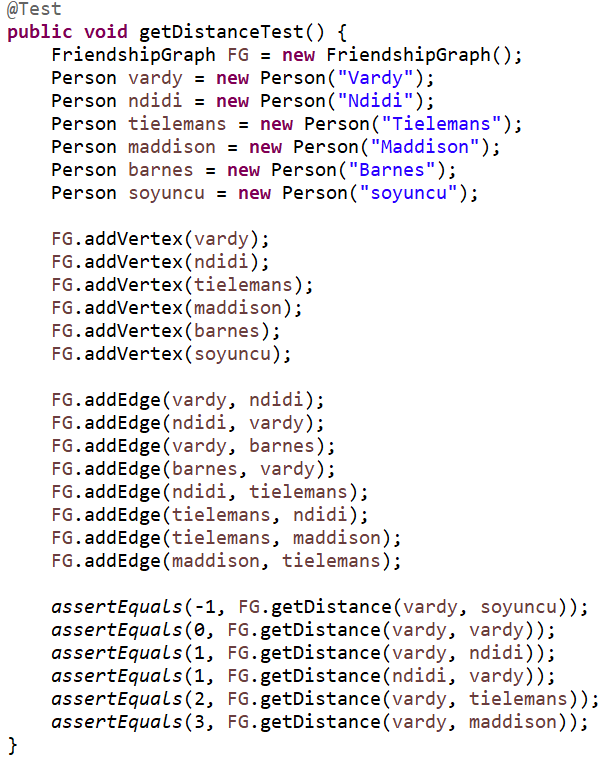 @Test
public void getDistanceTest() {
    FriendshipGraph FG = new FriendshipGraph();
    Person vardy = new Person("Vardy");
    Person ndidi = new Person("Ndidi");
    Person tielemans = new Person("Tielemans");
    Person maddison = new Person("Maddison");
    Person barnes = new Person("Barnes");
    Person soyuncu = new Person("soyuncu");

    FG.addVertex(vardy);
    FG.addVertex(ndidi);
    FG.addVertex(tielemans);
    FG.addVertex(maddison);
    FG.addVertex(barnes);
    FG.addVertex(soyuncu);

    FG.addEdge(vardy, ndidi);
    FG.addEdge(ndidi, vardy);
    FG.addEdge(vardy, barnes);
    FG.addEdge(barnes, vardy);
    FG.addEdge(ndidi, tielemans);
    FG.addEdge(tielemans, ndidi);
    FG.addEdge(tielemans, maddison);
    FG.addEdge(maddison, tielemans);

    assertEquals(-1, FG.getDistance(vardy, soyuncu));
    assertEquals(0, FG.getDistance(vardy, vardy));
    assertEquals(1, FG.getDistance(vardy, ndidi));
    assertEquals(1, FG.getDistance(ndidi, vardy));
    assertEquals(2, FG.getDistance(vardy, tielemans));
    assertEquals(3, FG.getDistance(vardy, maddison));
}